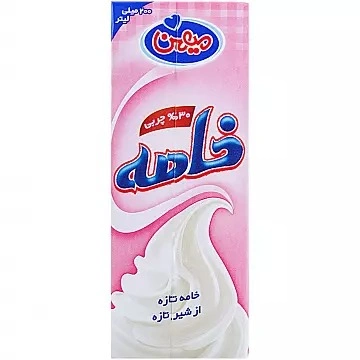 ۲۰۰ میلی
لیتر
میهن
۳۰% چربی
خامه
خامه تازه
از شیر تازه